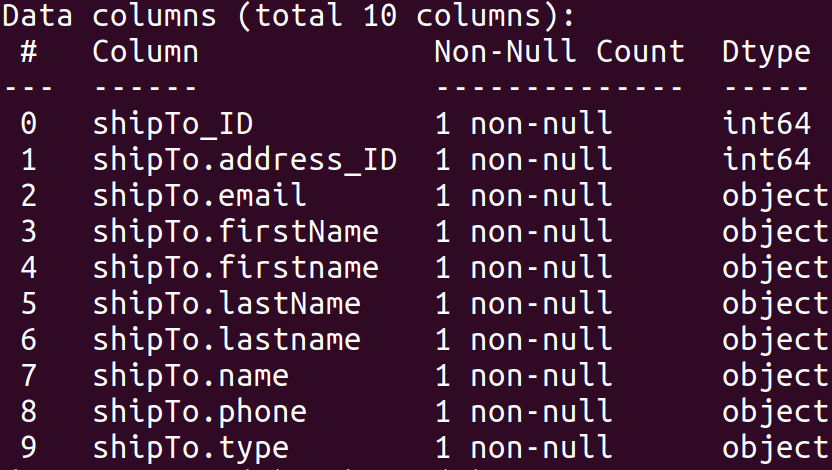 Data columns (total 10 columns):
 #   Column              Non-Null Count  Dtype
---  ------              --------------  -----
 0   shipTo_ID           1 non-null      int64
 1   shipTo.address_ID   1 non-null      int64
 2   shipTo.email        1 non-null      object
 3   shipTo.firstName    1 non-null      object
 4   shipTo.firstname    1 non-null      object
 5   shipTo.lastName     1 non-null      object
 6   shipTo.lastname     1 non-null      object
 7   shipTo.name         1 non-null      object
 8   shipTo.phone        1 non-null      object
 9   shipTo.type         1 non-null      object